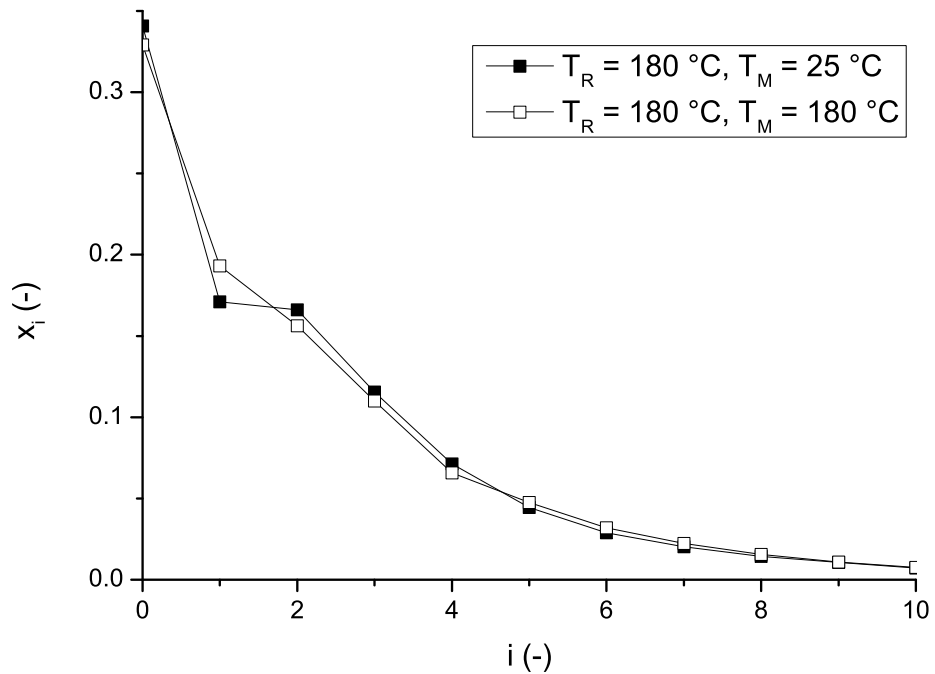 T_R = 180 °C, T_M = 25 °C
T_R = 180 °C, T_M = 180 °C
0.3
0.2
0.1
0.0
x_i (-)
0 2 4 6 8 10
i (-)